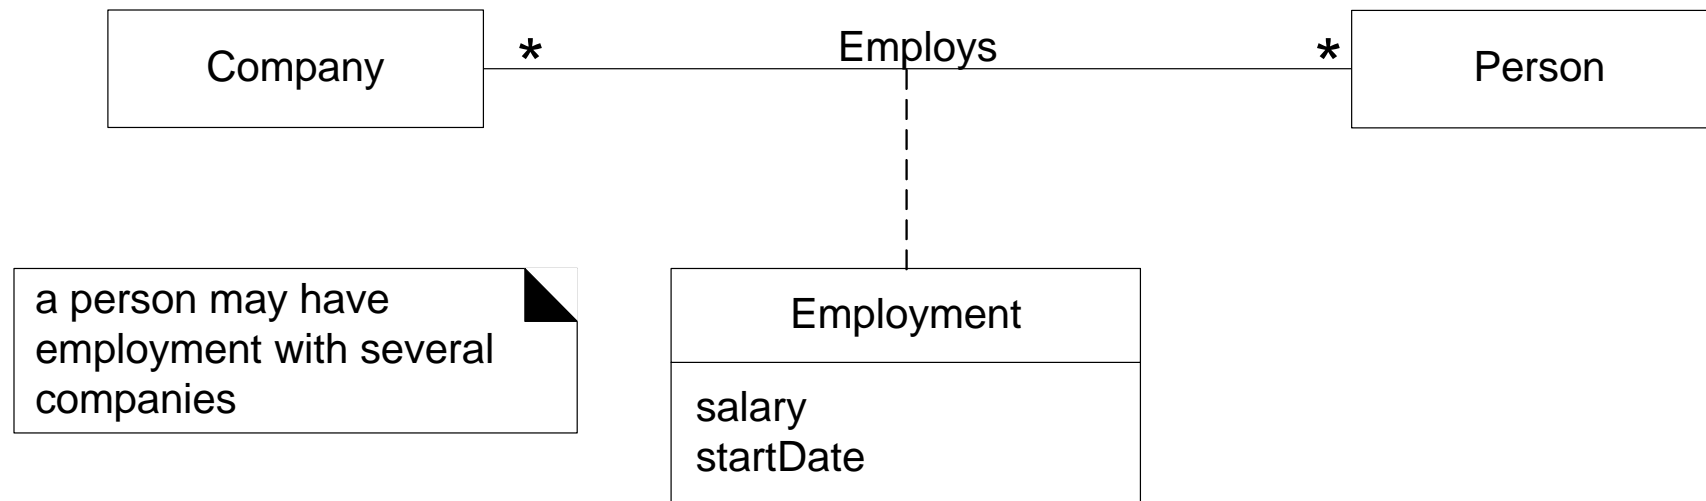 Company
*
Employs
*
Person
a person may have
employment with several
companies
Employment
salary
startDate